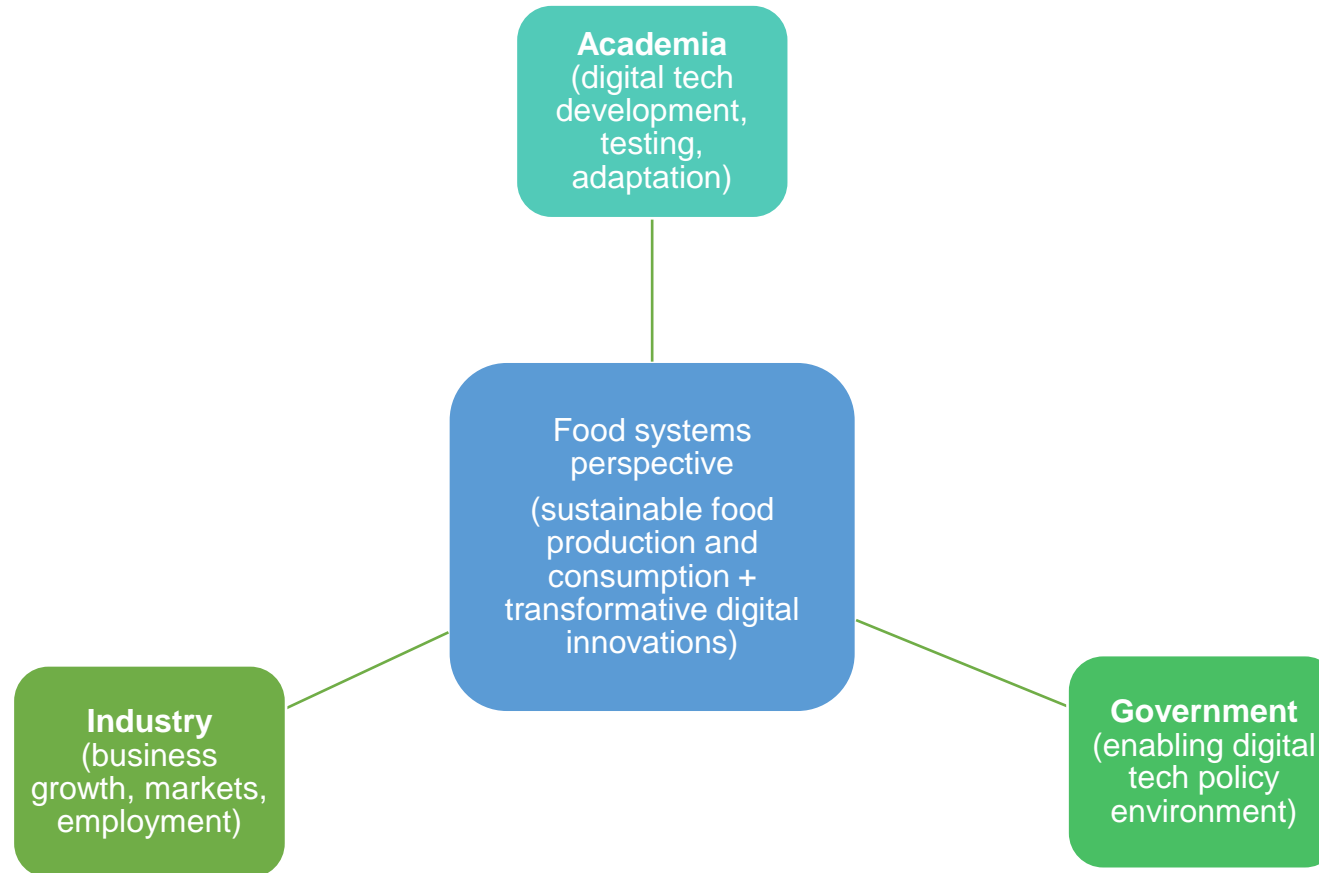 Academia
(digital tech
development,
testing,
adaptation)
Food systems
perspective
(sustainable food
production and
consumption +
transformative digital
innovations)
Industry
(business
growth, markets,
employment)
Government
(enabling digital
tech policy
environment)